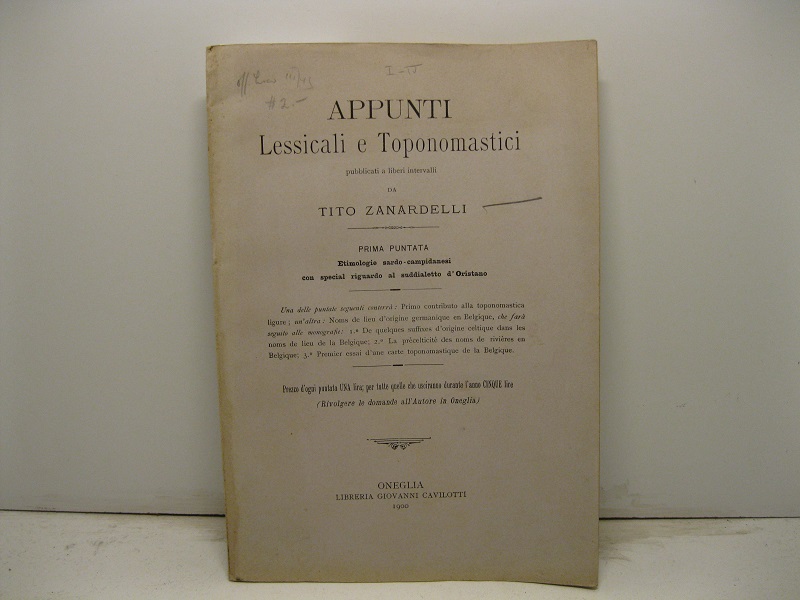 I-II
#2.-
APPUNTI
Lessicali e Toponomastici
pubblicati a liberi intervalli
DA
TITO ZANARDELLI
PRIMA PUNTATA
Etimologie sardo-campidanesi
con special riguardo al suddialetto d'Oristano
Una delle puntate seguenti conterrà: Primo contributo alla toponomastica
ligure; un'altra: Noms de lieu d'origine germanique en Belgique, che farà
seguito alle monografie: 1.º De quelques suffixes d'origine celtique dans les
noms de lieu de la Belgique; 2.º La précelticité des noms de rivières en
Belgique; 3.º Premier essai d'une carte toponomastique de la Belgique.
Prezzo d'ogni puntata UNA lira; per tutte quelle che usciranno durante l'anno CINQUE lire
(Rivolgere le domande all'Autore in Oneglia)
ONEGLIA
LIBRERIA GIOVANNI CAVILOTTI
1900